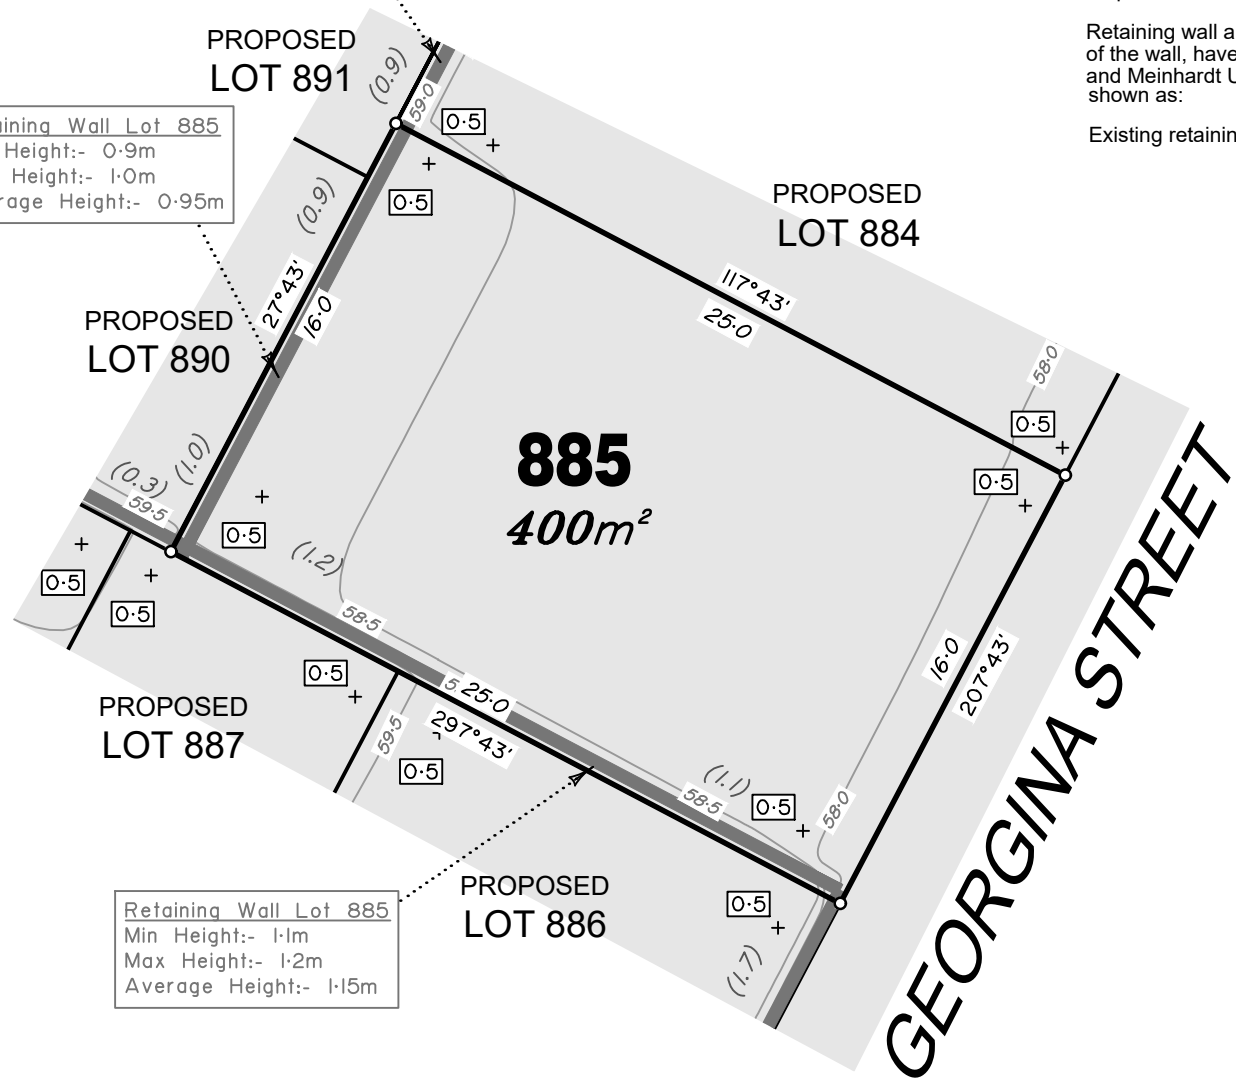 Retaining wall a
of the wall, have
and Meinhardt U
shown as:
Existing retainin
PROPOSED
LOT 891
(0.9)
59·0
0·5
ining Wall Lot 885
Height:- 0·9m
Height:- 1·0m
rage Height:- 0·95m
0·5
(0.9)
PROPOSED
LOT 884
27°43'
16·0
117°43'
25·0
PROPOSED
LOT 890
58·0
0·5
0·5
885
400m²
(1.0)
(0.3)
59·5
0·5
(1.2)
58·5
0·5
0·5
0·5
5
25·0
297°43'
59·5
0·5
16·0
207°43'
GEORGINA STREET
PROPOSED
LOT 887
(1.1)
58·5
0·5
58·0
PROPOSED
LOT 886
0·5
(1.7)
Retaining Wall Lot 885
Min Height:- 1·1m
Max Height:- 1·2m
Average Height:- 1·15m